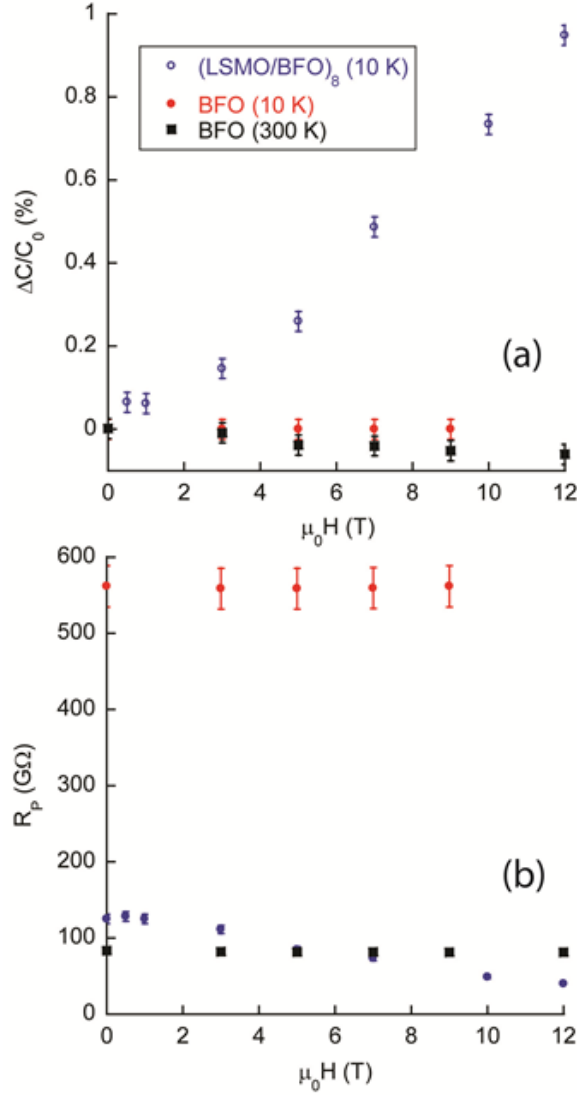 1
0.8
0.6
0.4
0.2
0
ΔC/C₀ (%)
(LSMO/BFO)₈ (10 K)
BFO (10 K)
BFO (300 K)
(a)
0 2 4 6 8 10 12
μ₀H (T)
600
500
400
300
200
100
0
R_P (GΩ)
(b)
0 2 4 6 8 10 12
μ₀H (T)